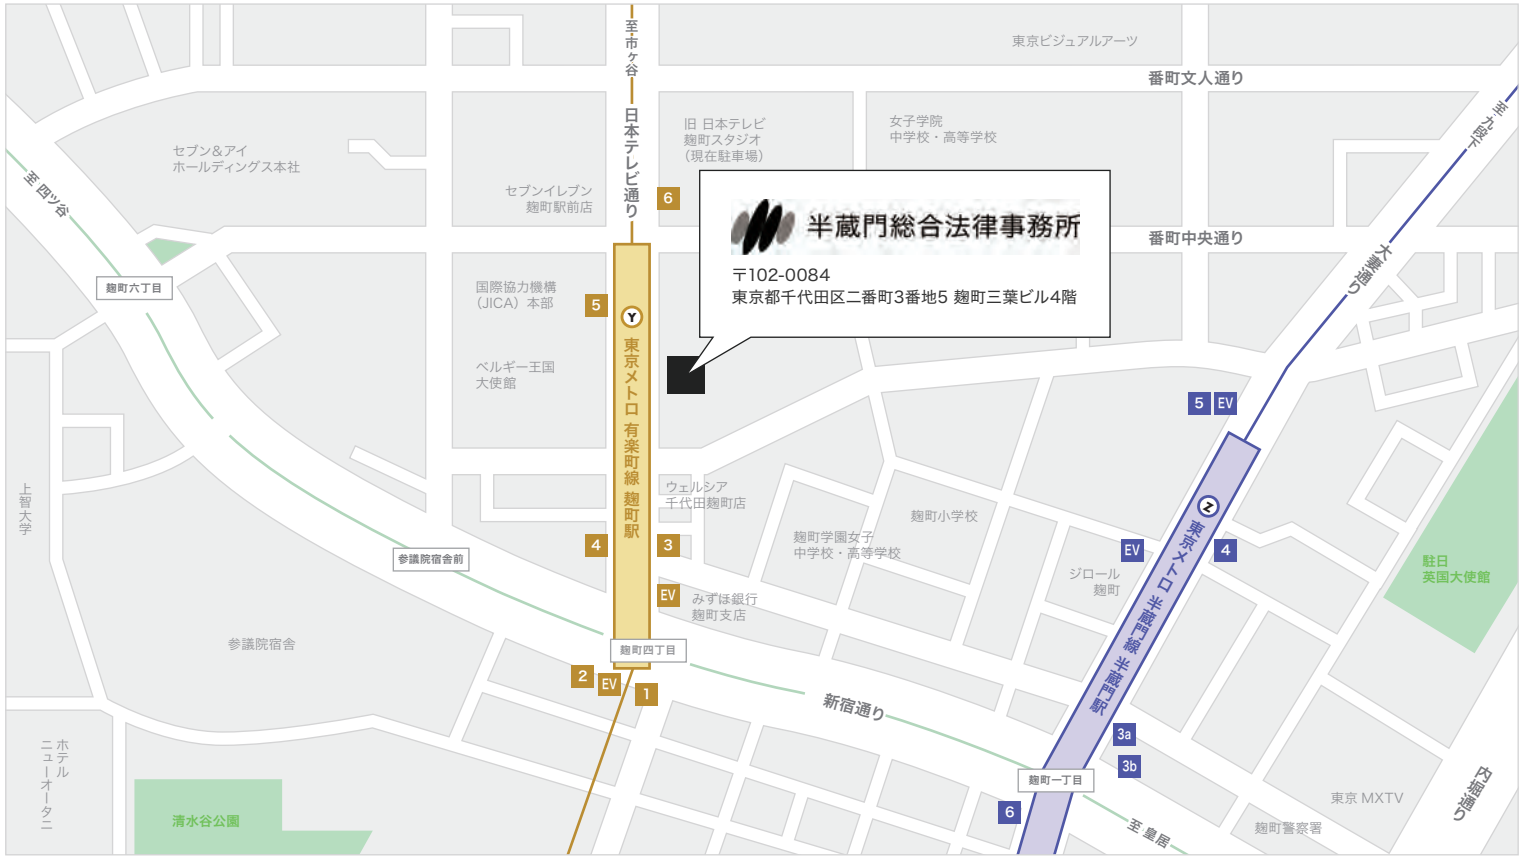 至市ヶ谷
東京ビジュアルアーツ
番町文人通り
至 九段下
日本テレビ通り
旧 日本テレビ
麹町スタジオ
（現在駐車場）
女子学院
中学校・高等学校
セブン＆アイ
ホールディングス本社
至 四ツ谷
セブンイレブン
麹町駅前店
6
半蔵門総合法律事務所
〒102-0084
東京都千代田区二番町3番地5 麹町三葉ビル4階
番町中央通り
大妻通り
麹町六丁目
国際協力機構
（JICA）本部
5
Y
東京メトロ 有楽町線 麹町駅
ベルギー王国
大使館
5
EV
上智大学
ウェルシア
千代田麹町店
麹町小学校
Z
東京メトロ 半蔵門線 半蔵門駅
麹町学園女子
中学校・高等学校
参議院宿舎前
4
3
EV
4
ジロール
麹町
駐日
英国大使館
EV
みずほ銀行
麹町支店
参議院宿舎
麹町四丁目
2
EV
1
新宿通り
3a
3b
ホテル
ニューオータニ
麹町一丁目
内堀通り
東京 MXTV
6
清水谷公園
至 皇居
麹町警察署